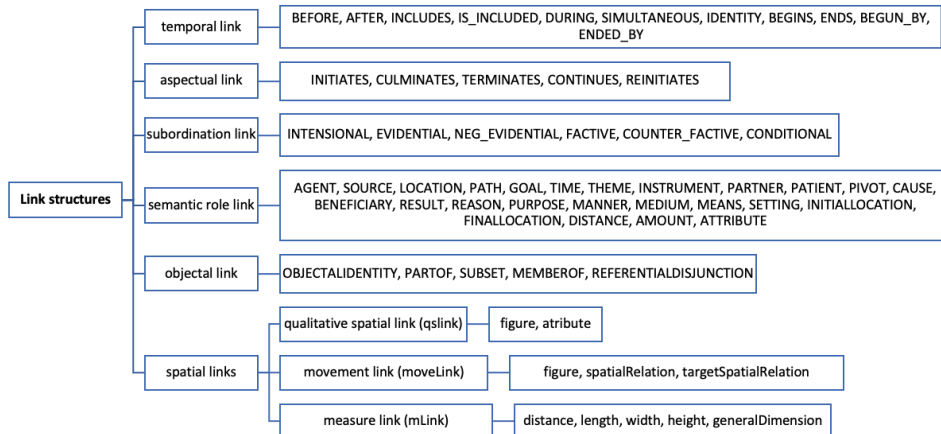 temporal link
BEFORE, AFTER, INCLUDES, IS_INCLUDED, DURING, SIMULTANEOUS, IDENTITY, BEGINS, ENDS, BEGUN_BY,
ENDED_BY
aspectual link
INITIATES, CULMINATES, TERMINATES, CONTINUES, REINITIATES
subordination link
INTENSIONAL, EVIDENTIAL, NEG_EVIDENTIAL, FACTIVE, COUNTER_FACTIVE, CONDITIONAL
Link structures
semantic role link
AGENT, SOURCE, LOCATION, PATH, GOAL, TIME, THEME, INSTRUMENT, PARTNER, PATIENT, PIVOT, CAUSE,
BENEFICIARY, RESULT, REASON, PURPOSE, MANNER, MEDIUM, MEANS, SETTING, INITIALLOCATION,
FINALLOCATION, DISTANCE, AMOUNT, ATTRIBUTE
objectal link
OBJECTALIDENTITY, PARTOF, SUBSET, MEMBEROF, REFERENTIALDISJUNCTION
spatial links
qualitative spatial link (qslink)
figure, atribute
movement link (moveLink)
figure, spatialRelation, targetSpatialRelation
measure link (mLink)
distance, length, width, height, generalDimension